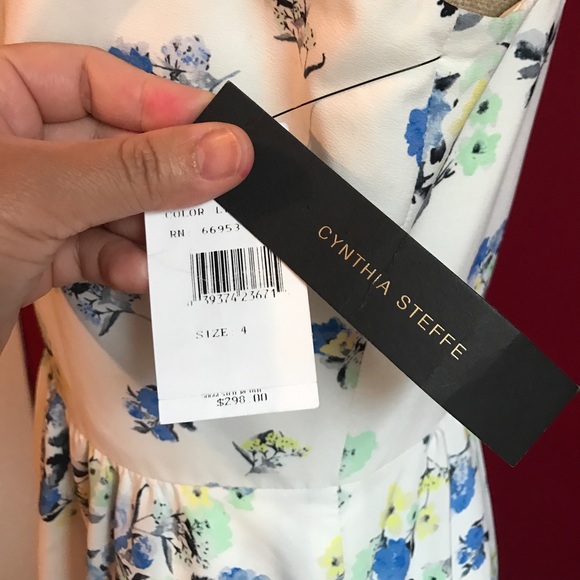 COLOR
RN 66953
39374 23671
SIZE 4
$298.00
CYNTHIA STEFFE